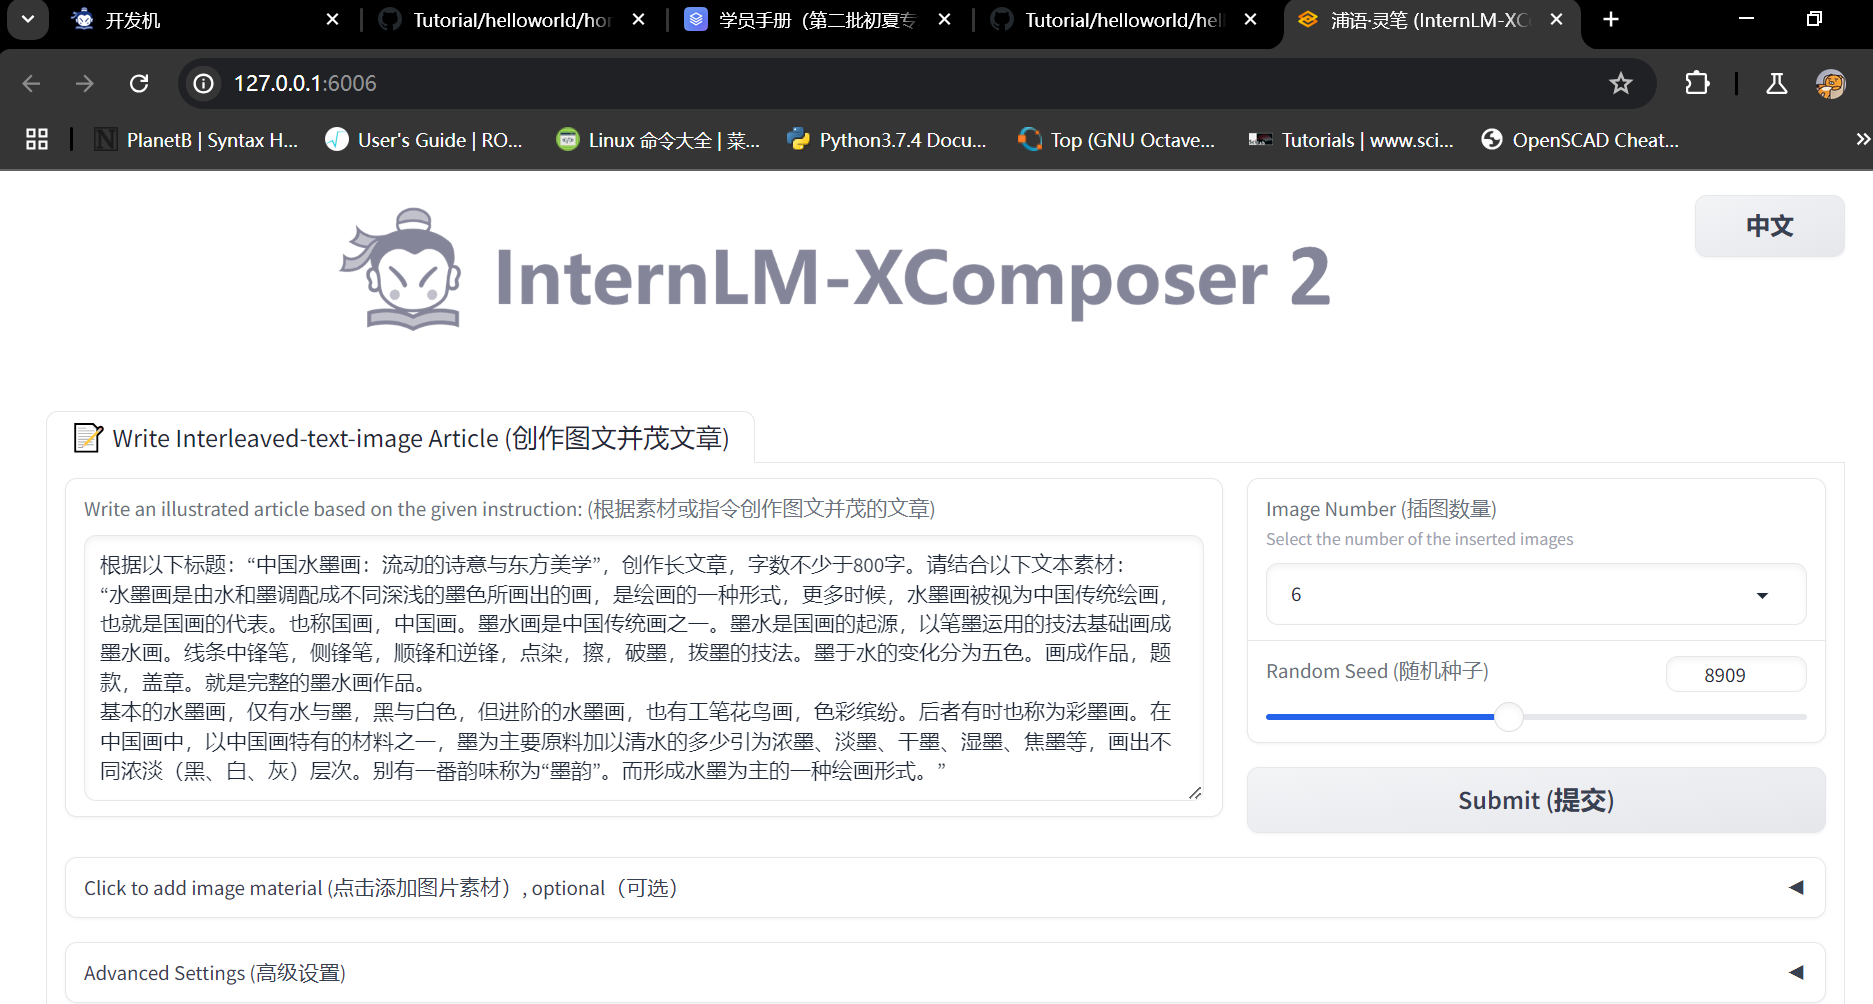 开发机
Tutorial/helloworld/hor
学员手册（第二批初夏专
Tutorial/helloworld/hell
浦语·灵笔 (InternLM-XCo
127.0.0.1:6006
PlanetB | Syntax H...
User's Guide | RO...
Linux 命令大全 | 菜...
Python3.7.4 Docu...
Top (GNU Octave...
Tutorials | www.sci...
OpenSCAD Cheat...
中文
InternLM-XComposer 2
Write Interleaved-text-image Article (创作图文并茂文章)
Write an illustrated article based on the given instruction: (根据素材或指令创作图文并茂的文章)
根据以下标题：“中国水墨画：流动的诗意与东方美学”，创作长文章，字数不少于800字。请结合以下文本素材：
“水墨画是由水和墨调配成不同深浅的墨色所画出的画，是绘画的一种形式，更多时候，水墨画被视为中国传统绘画，
也就是国画的代表。也称国画，中国画。墨水画是中国传统画之一。墨水是国画的起源，以笔墨运用的技法基础画成
墨水画。线条中锋笔，侧锋笔，顺锋和逆锋，点染，擦，破墨，拨墨的技法。墨于水的变化分为五色。画成作品，题
款，盖章。就是完整的墨水画作品。
基本的水墨画，仅有水与墨，黑与白色，但进阶的水墨画，也有工笔花鸟画，色彩缤纷。后者有时也称为彩墨画。在
中国画中，以中国画特有的材料之一，墨为主要原料加以清水的多少引为浓墨、淡墨、干墨、湿墨、焦墨等，画出不
同浓淡（黑、白、灰）层次。别有一番韵味称为“墨韵”。而形成水墨为主的一种绘画形式。”
Image Number (插图数量)
Select the number of the inserted images
6
Random Seed (随机种子)
8909
Submit (提交)
Click to add image material (点击添加图片素材）, optional（可选）
Advanced Settings (高级设置)